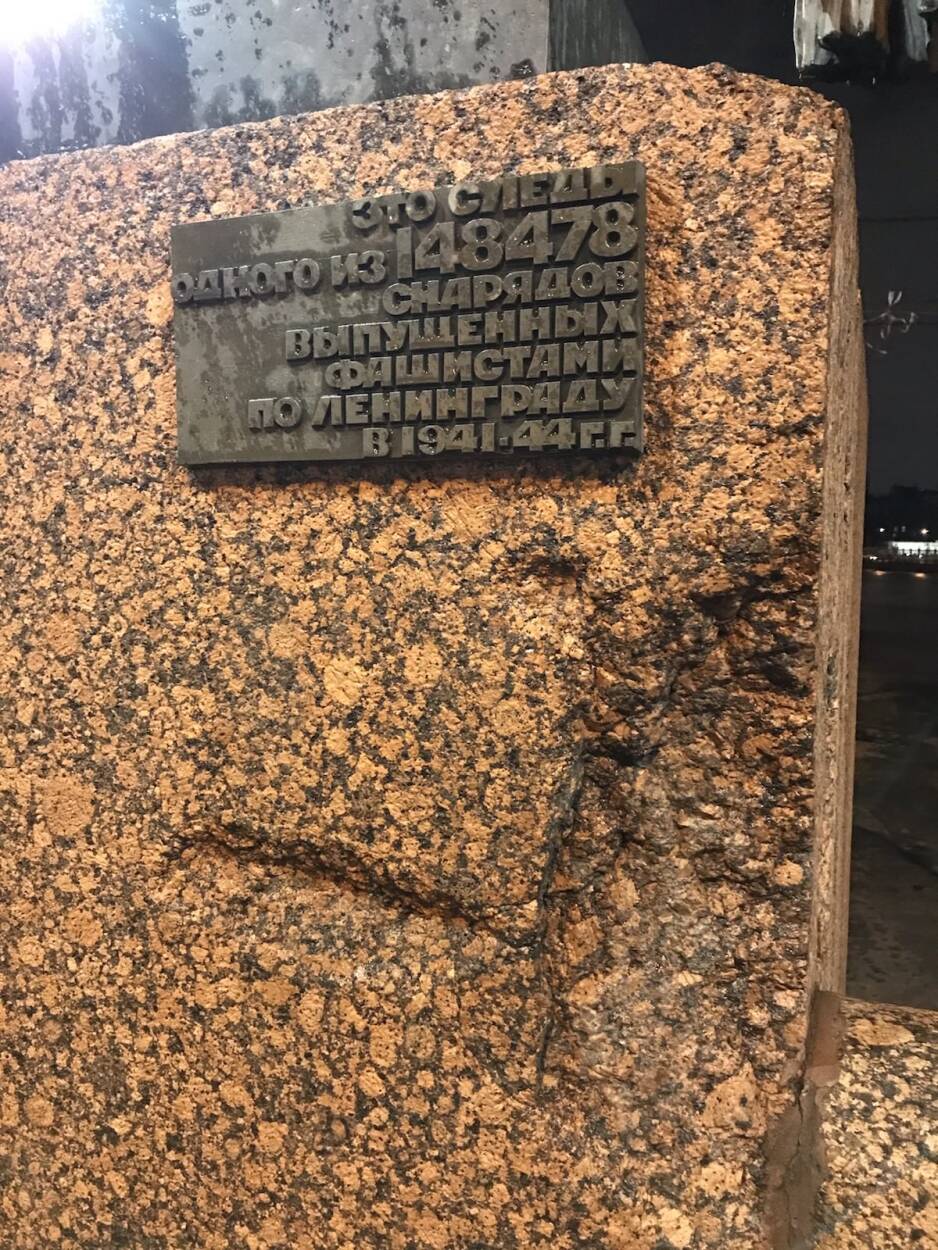 ЭТО СЛЕДЫ
ОДНОГО ИЗ 148478
СНАРЯДОВ
ВЫПУЩЕННЫХ
ФАШИСТАМИ
ПО ЛЕНИНГРАДУ
В 1941-44 г.г.